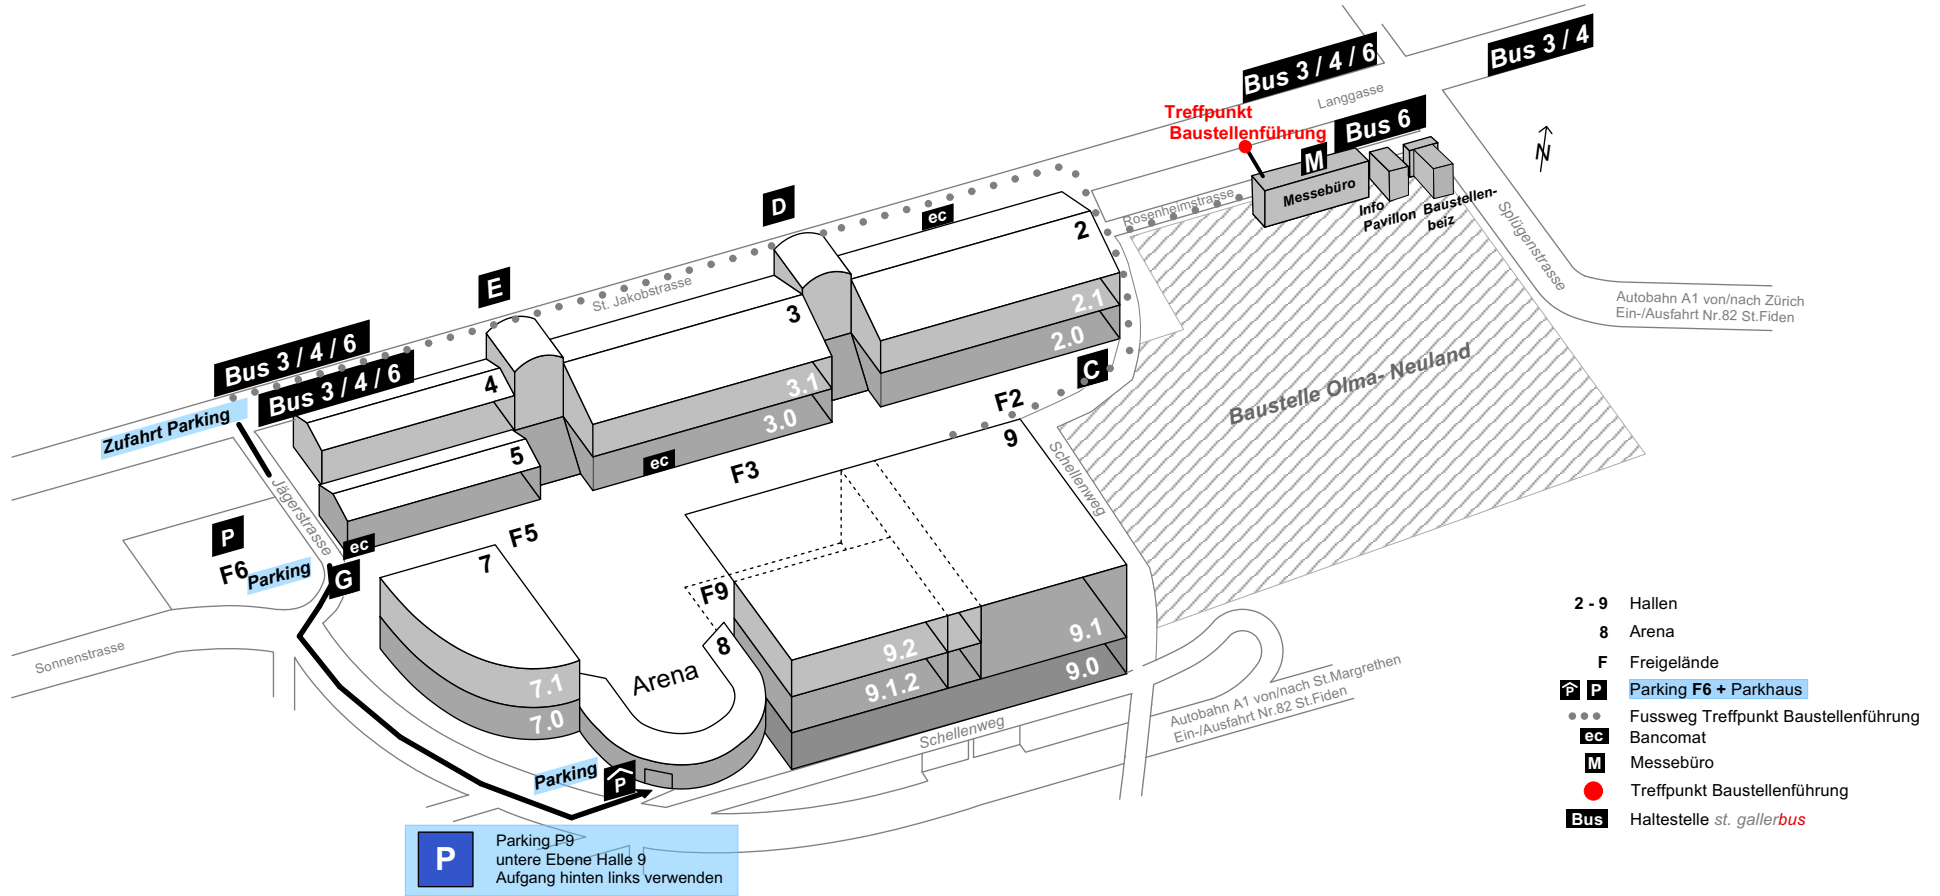 Bus 3 / 4
Bus 3 / 4 / 6
Langgasse
Treffpunkt
Baustellenführung
Bus 6
M
Messebüro
Info
Pavillon
Baustellen-
beiz
N
Rosenheimstrasse
Splügenstrasse
Autobahn A1 von/nach Zürich
Ein-/Ausfahrt Nr.82 St.Fiden
D
ec
2
2.1
2.0
E
St. Jakobstrasse
3
3.1
3.0
C
F2
Baustelle Olma- Neuland
Bus 3 / 4 / 6
Bus 3 / 4 / 6
4
Zufahrt Parking
5
ec
F3
9
Schellenweg
Jägerstrasse
P
F6
Parking
ec
G
F5
7
F9
8
Arena
7.1
7.0
9.2
9.1.2
9.1
9.0
Sonnenstrasse
Schellenweg
Autobahn A1 von/nach St.Margrethen
Ein-/Ausfahrt Nr.82 St.Fiden
Parking
P
P
Parking P9
untere Ebene Halle 9
Aufgang hinten links verwenden
2 - 9 Hallen
8 Arena
F Freigelände
P P Parking F6 + Parkhaus
Fussweg Treffpunkt Baustellenführung
ec Bancomat
M Messebüro
Treffpunkt Baustellenführung
Bus Haltestelle st. gallerbus